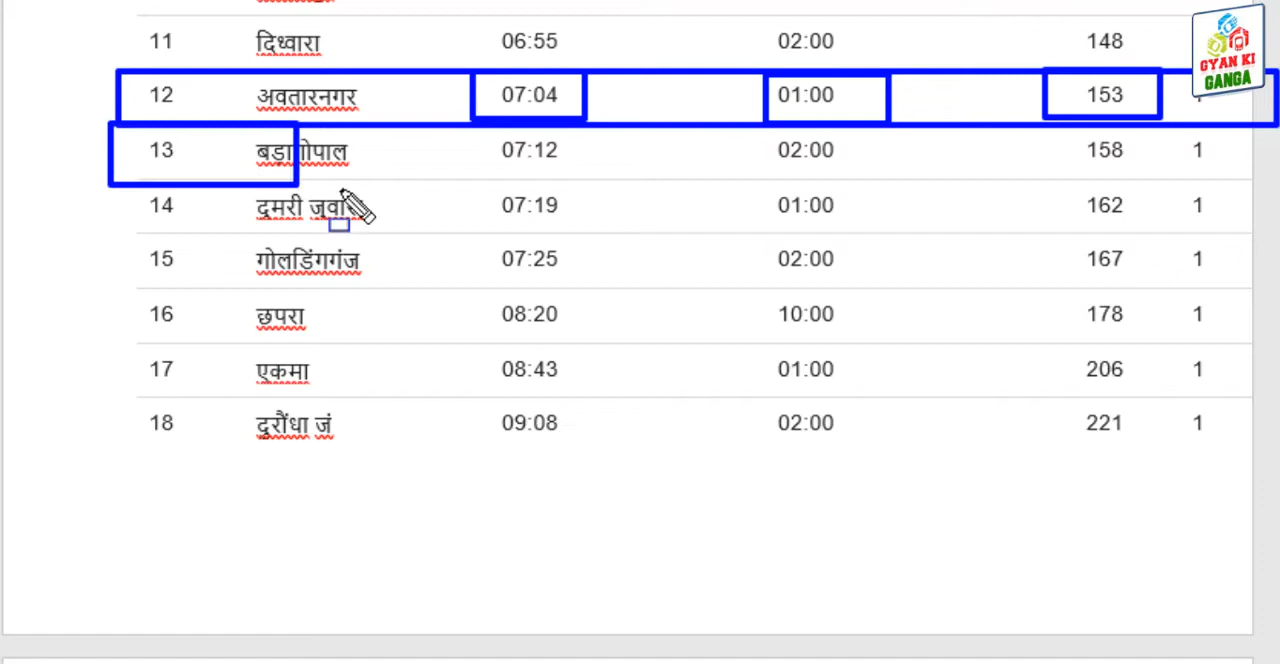 11 दिध्वारा 06:55 02:00 148
12 अवतारनगर 07:04 01:00 153
13 बड़ागोपाल 07:12 02:00 158 1
14 दुमरी 07:19 01:00 162 1
15 गोलडिंगगंज 07:25 02:00 167 1
16 छपरा 08:20 10:00 178 1
17 एकमा 08:43 01:00 206 1
18 दुरौंधा जं 09:08 02:00 221 1
GYAN KI
GANGA